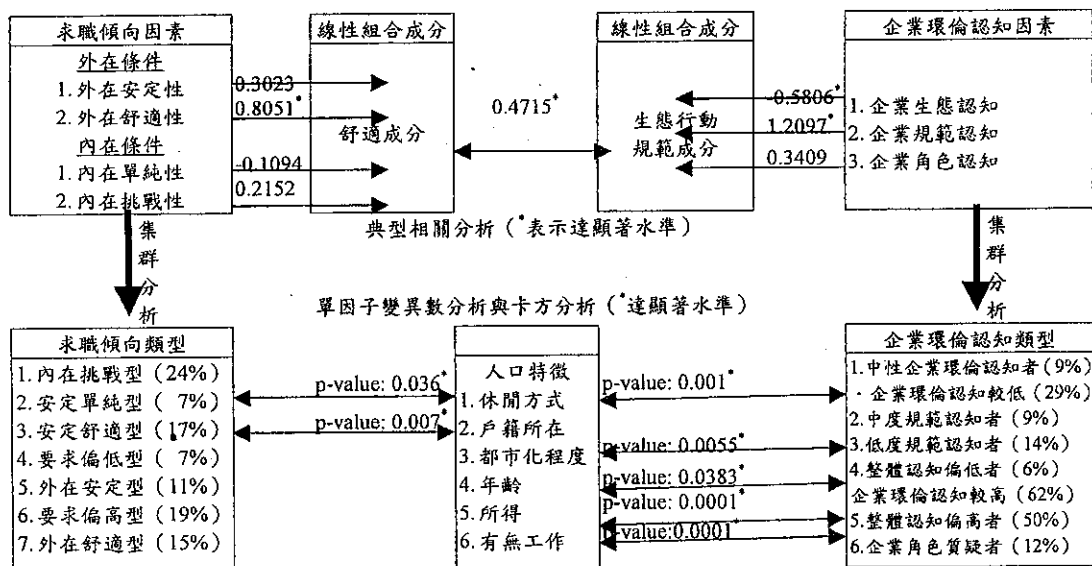 求職傾向因素
外在條件
1.外在安定性
2.外在舒適性
內在條件
1.內在單純性
2.內在挑戰性
0.3023
0.8051*
-0.1094
0.2152
線性組合成分
舒適成分
0.4715*
線性組合成分
生態行動
規範成分
-0.5806*
1.2097*
0.3409
企業環倫認知因素
1.企業生態認知
2.企業規範認知
3.企業角色認知
典型相關分析（*表示達顯著水準）
集群分析
集群分析
單因子變異數分析與卡方分析（*達顯著水準）
求職傾向類型
1.內在挑戰型（24%）
2.安定單純型（ 7%）
3.安定舒適型（17%）
4.要求偏低型（ 7%）
5.外在安定型（11%）
6.要求偏高型（19%）
7.外在舒適型（15%）
p-value: 0.036*
p-value: 0.007*
人口特徵
1.休閒方式
2.戶籍所在
3.都市化程度
4.年齡
5.所得
6.有無工作
p-value: 0.001*
p-value: 0.0055*
p-value: 0.0383*
p-value: 0.0001*
p-value:0.0001*
企業環倫認知類型
1.中性企業環倫認知者（9%）
．企業環倫認知較低（29%）
2.中度規範認知者（9%）
3.低度規範認知者（14%）
4.整體認知偏低者（6%）
企業環倫認知較高（62%）
5.整體認知偏高者（50%）
6.企業角色質疑者（12%）